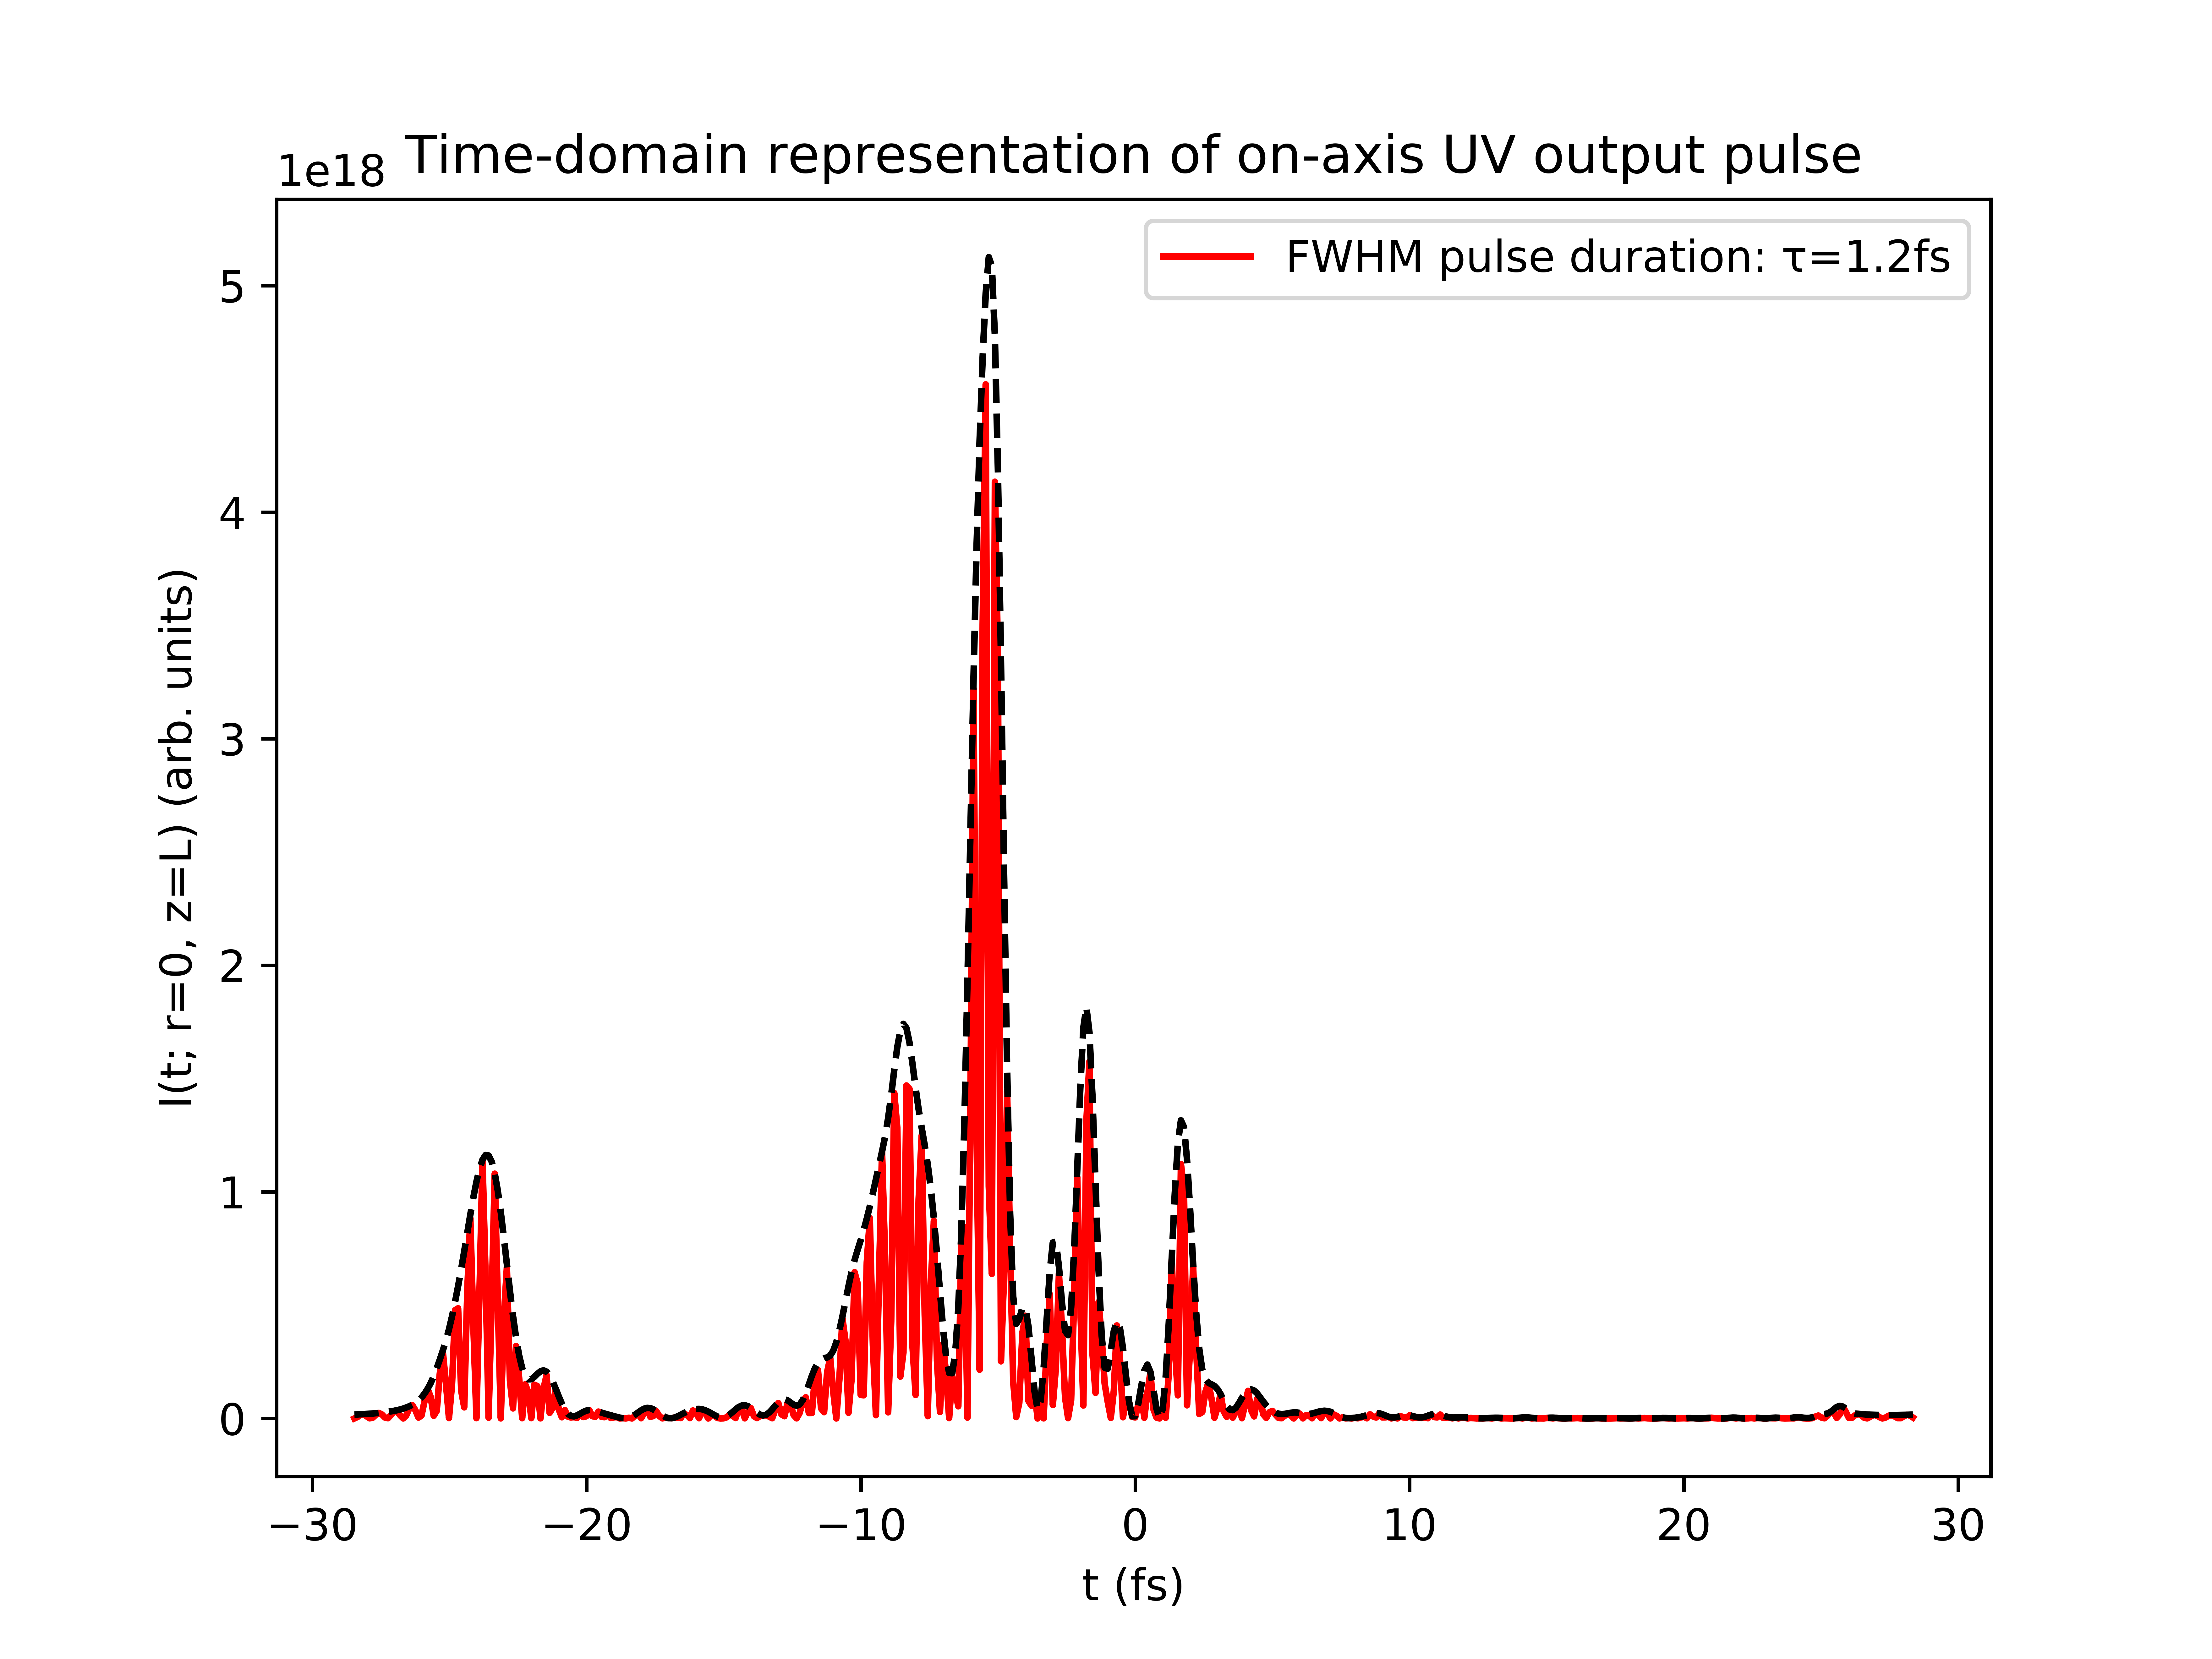 Time-domain representation of on-axis UV output pulse
1e18
FWHM pulse duration: τ=1.2fs
5
4
3
2
1
0
I(t; r=0, z=L) (arb. units)
−30 −20 −10 0 10 20 30
t (fs)